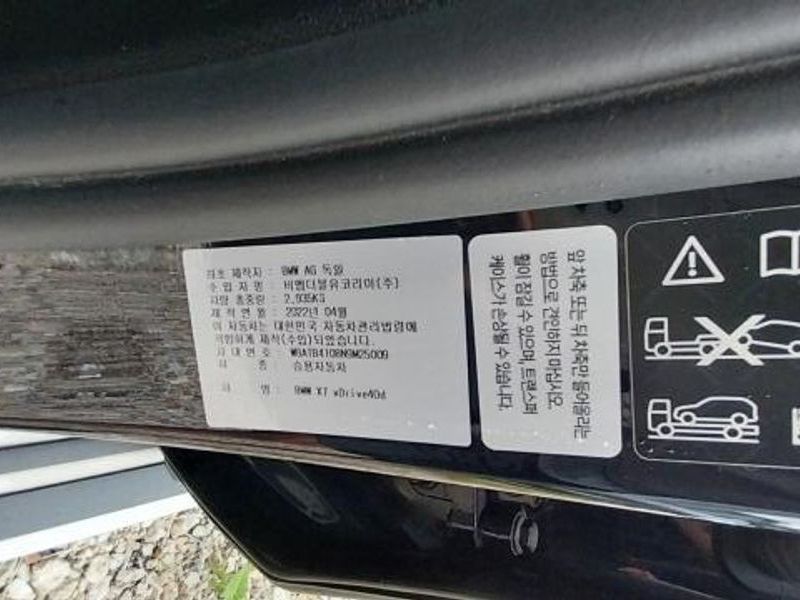 최초 제작자 : BMW AG 독일
수 입 자 명 : 비엠더블유코리아(주)
차량 총중량 : 2,935KG
제 작 연 월 : 2022년 04월
이 자동차는 대한민국 자동차관리법령에
적합하게 제작(수입)되었습니다.
차 대 번 호 :
차 종 : 승용자동차
차 명 : BMW X7 xDrive40d
앞 차축 또는 뒤 차축만 들어올리는
방법으로 견인하지 마십시오.
휠이 잠길 수 있으며, 트랜스퍼
케이스가 손상될 수 있습니다.